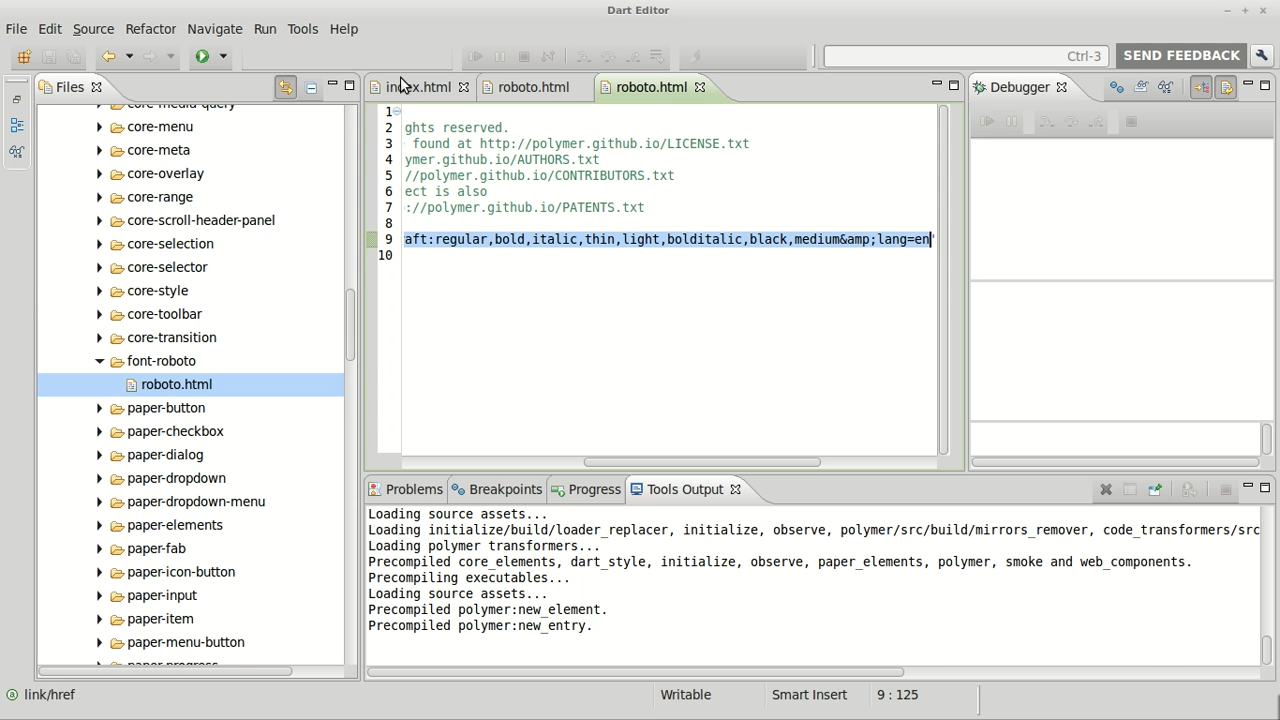 Dart Editor
File Edit Source Refactor Navigate Run Tools Help
Ctrl-3
SEND FEEDBACK
Files
index.html
roboto.html
roboto.html
Debugger
core-media-query
core-menu
core-meta
core-overlay
core-range
core-scroll-header-panel
core-selection
core-selector
core-style
core-toolbar
core-transition
font-roboto
roboto.html
paper-button
paper-checkbox
paper-dialog
paper-dropdown
paper-dropdown-menu
paper-elements
paper-fab
paper-icon-button
paper-input
paper-item
paper-menu-button
paper-progress
1
2 ghts reserved.
3 found at http://polymer.github.io/LICENSE.txt
4 ymer.github.io/AUTHORS.txt
5 //polymer.github.io/CONTRIBUTORS.txt
6 ect is also
7 ://polymer.github.io/PATENTS.txt
8
9 aft:regular,bold,italic,thin,light,bolditalic,black,medium&amp;lang=en
10
Problems Breakpoints Progress Tools Output
Loading source assets...
Loading initialize/build/loader_replacer, initialize, observe, polymer/src/build/mirrors_remover, code_transformers/src
Loading polymer transformers...
Precompiled core_elements, dart_style, initialize, observe, paper_elements, polymer, smoke and web_components.
Precompiling executables...
Loading source assets...
Precompiled polymer:new_element.
Precompiled polymer:new_entry.
link/href
Writable
Smart Insert
9 : 125